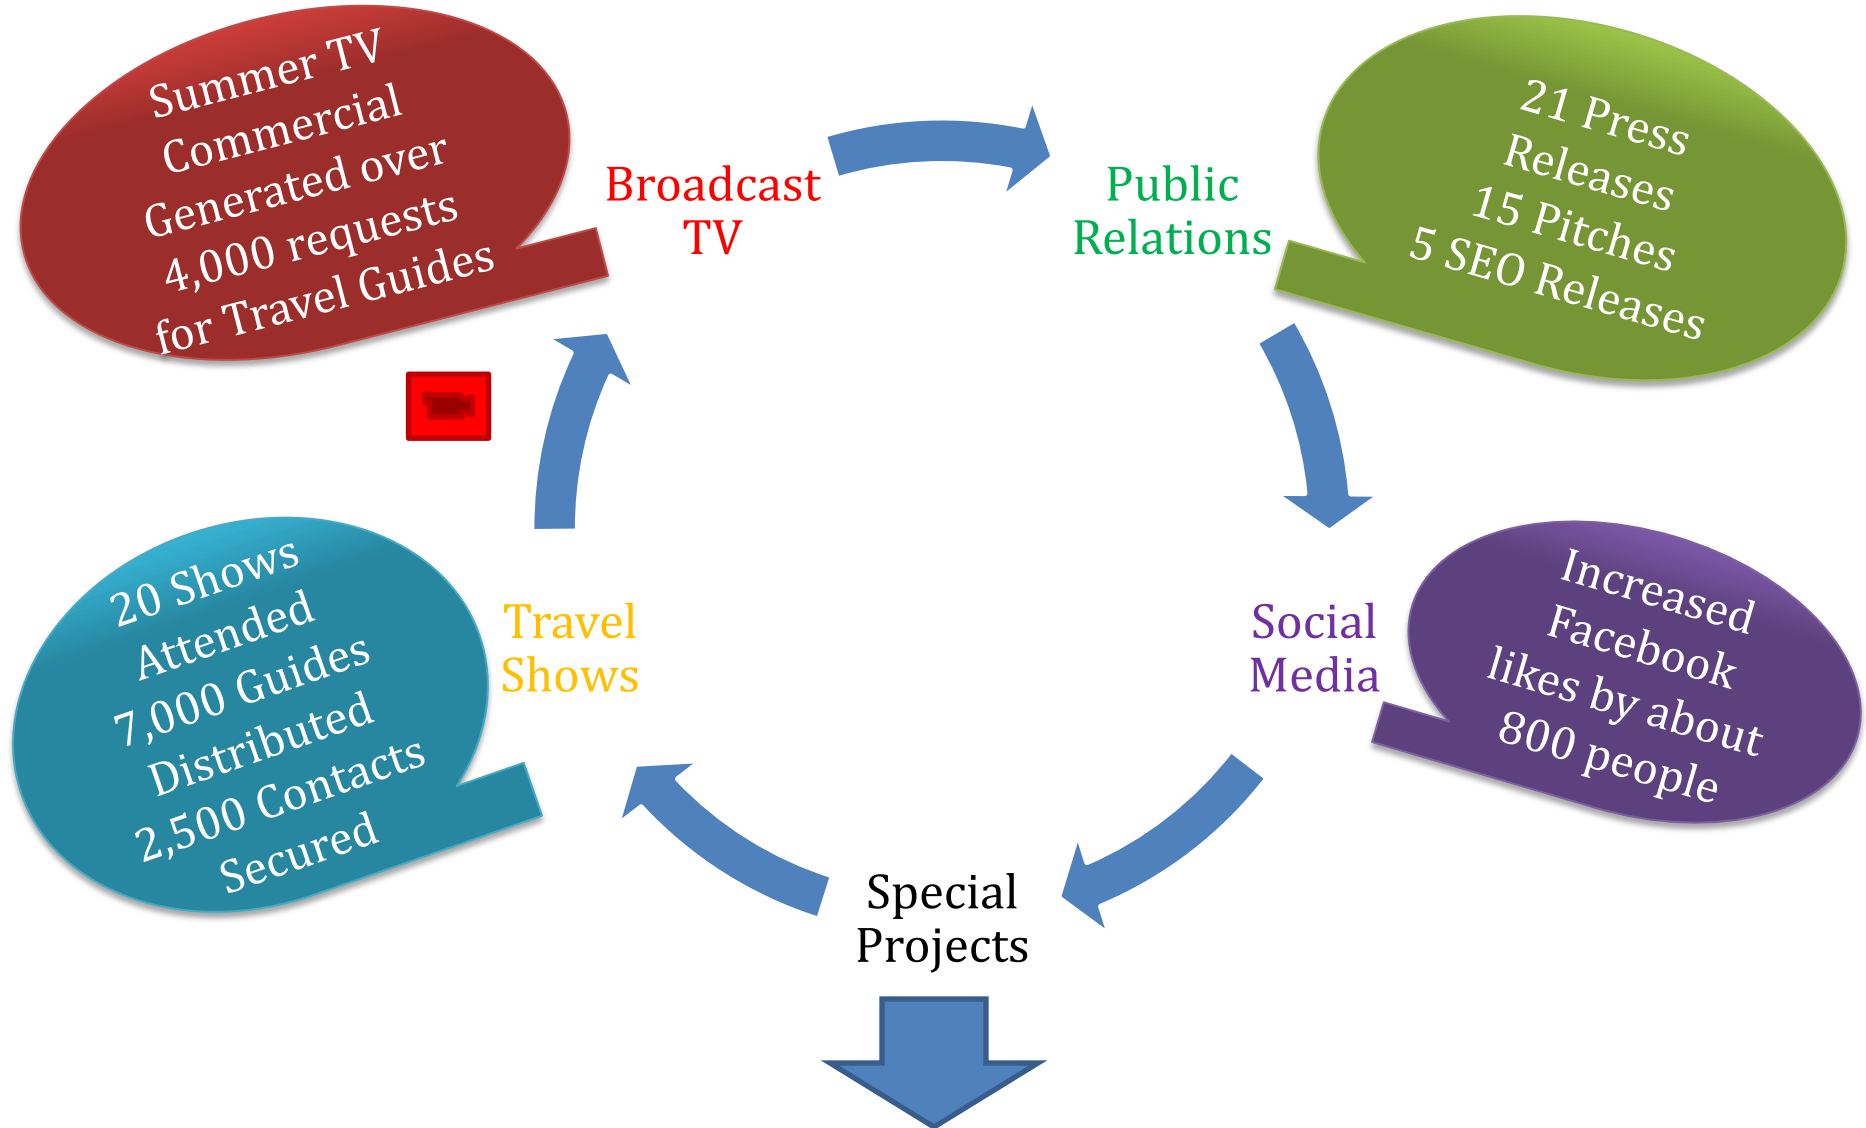 Summer TV
Commercial
Generated over
4,000 requests
for Travel Guides
Broadcast
TV
Public
Relations
21 Press
Releases
15 Pitches
5 SEO Releases
20 Shows
Attended
7,000 Guides
Distributed
2,500 Contacts
Secured
Travel
Shows
Social
Media
Increased
Facebook
likes by about
800 people
Special
Projects